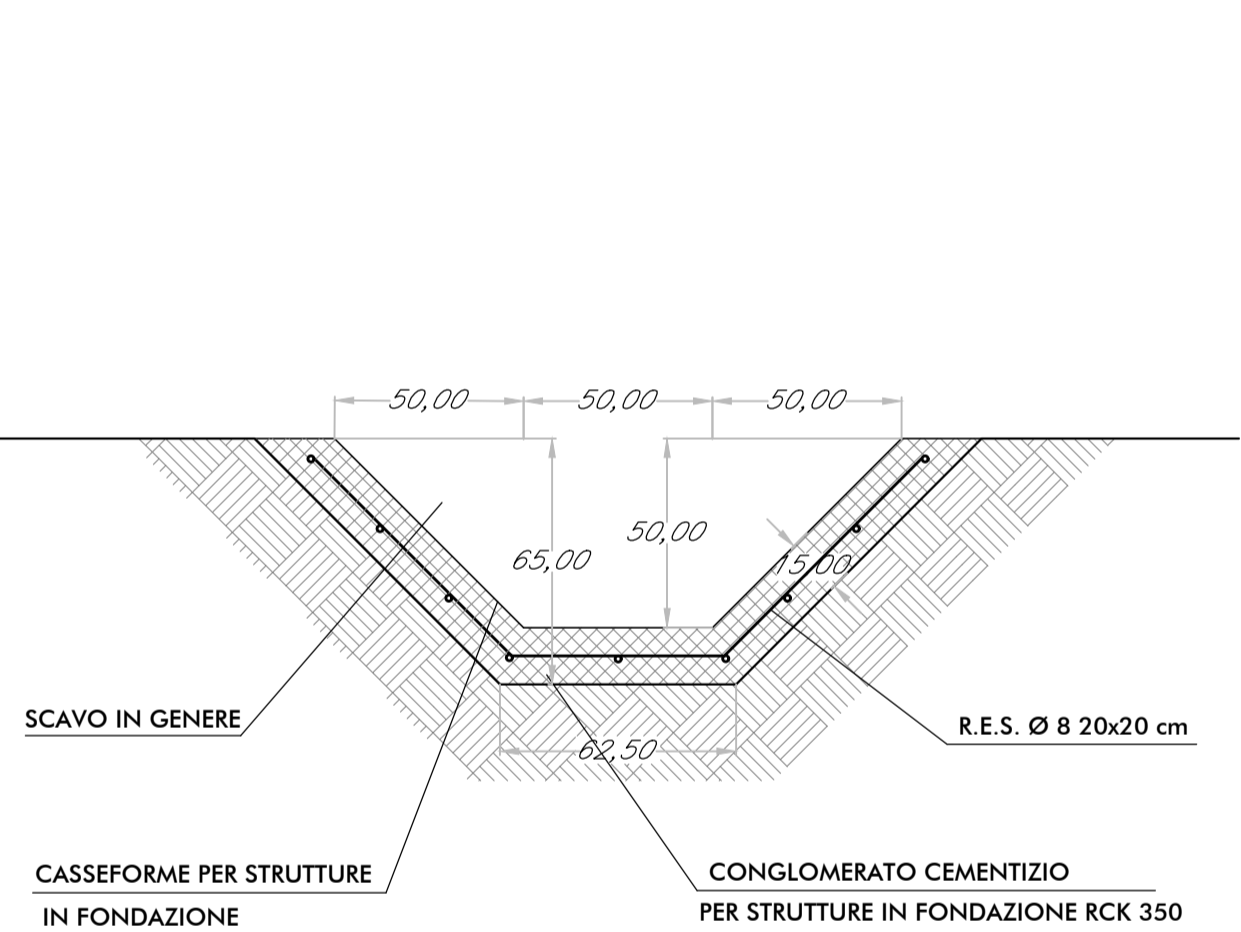 50,00 50,00 50,00
50,00
65,00
15,00
62,50
SCAVO IN GENERE
R.E.S. Ø 8 20x20 cm
CASSEFORME PER STRUTTURE
IN FONDAZIONE
CONGLOMERATO CEMENTIZIO
PER STRUTTURE IN FONDAZIONE RCK 350